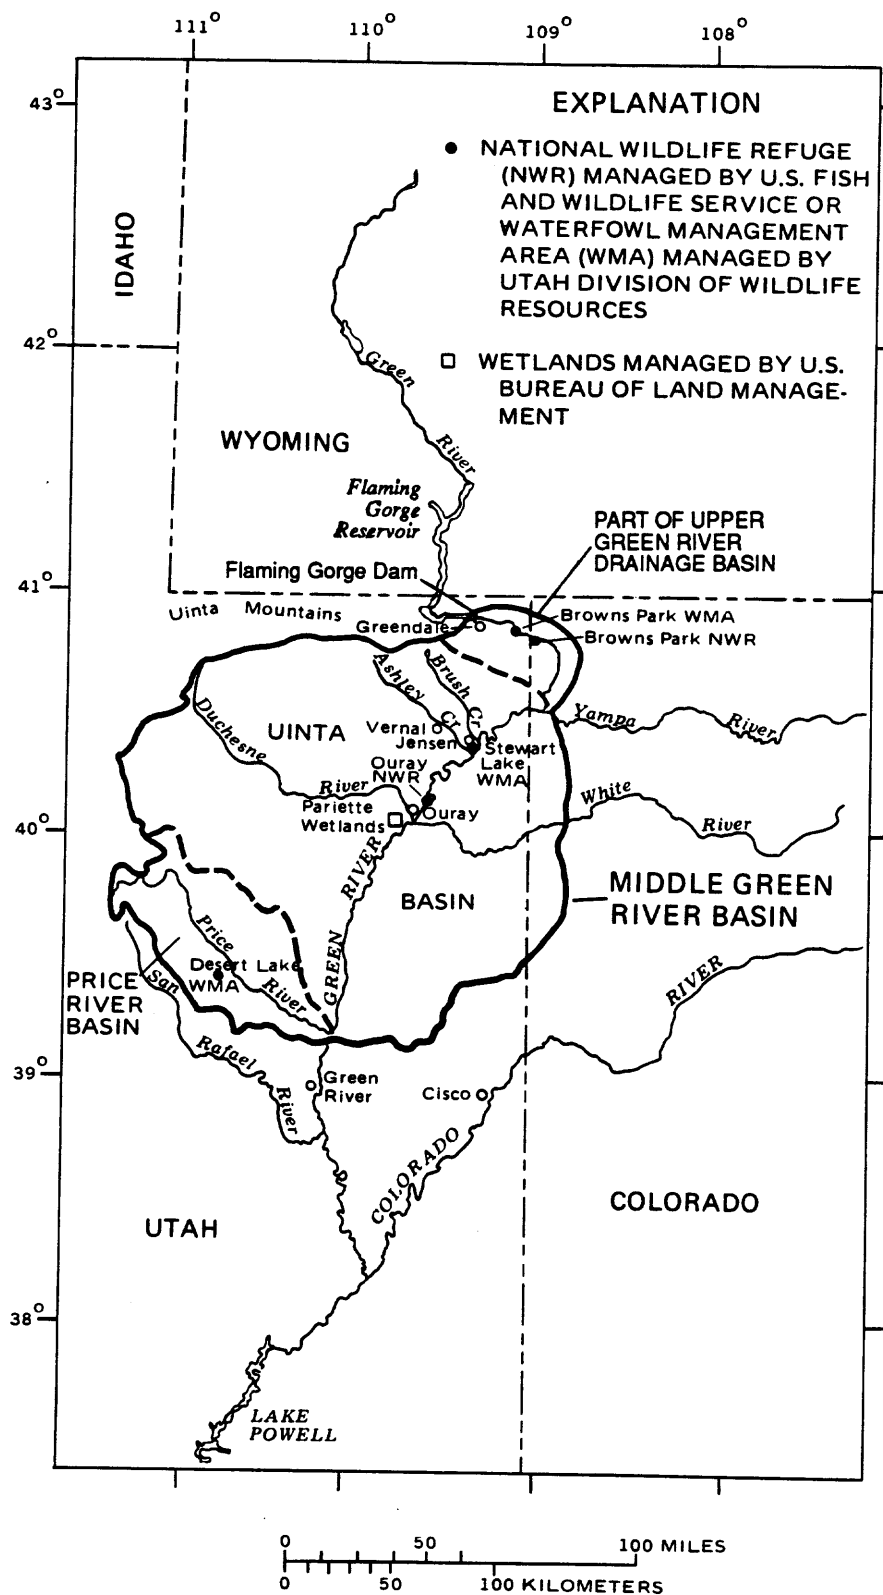 111° 110° 109° 108°
43°
EXPLANATION
NATIONAL WILDLIFE REFUGE
(NWR) MANAGED BY U.S. FISH
AND WILDLIFE SERVICE OR
WATERFOWL MANAGEMENT
AREA (WMA) MANAGED BY
UTAH DIVISION OF WILDLIFE
RESOURCES
IDAHO
42°
WETLANDS MANAGED BY U.S.
BUREAU OF LAND MANAGE-
MENT
Green
River
WYOMING
Flaming
Gorge
Reservoir
PART OF UPPER
GREEN RIVER
DRAINAGE BASIN
41°
Flaming Gorge Dam
Uinta Mountains
Greendale
Browns Park WMA
Browns Park NWR
Ashley
Cr
Brush
Cr
Duchesne
River
UINTA
Vernal
Jensen
Stewart
Lake
WMA
Yampa
River
Ouray
NWR
Ouray
Pariette
Wetlands
White
River
40°
GREEN
RIVER
BASIN
MIDDLE GREEN
RIVER BASIN
Price
River
Desert Lake
WMA
PRICE
RIVER
BASIN
San
Rafael
River
39°
Green
River
Cisco
COLORADO
RIVER
UTAH
COLORADO
38°
LAKE
POWELL
0 50 100 MILES
0 50 100 KILOMETERS